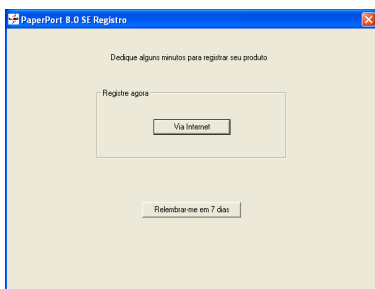 PaperPort 8.0 SE Registro
Dedique alguns minutos para registrar seu produto
Registre agora
Via Internet
Relembrar-me em 7 dias